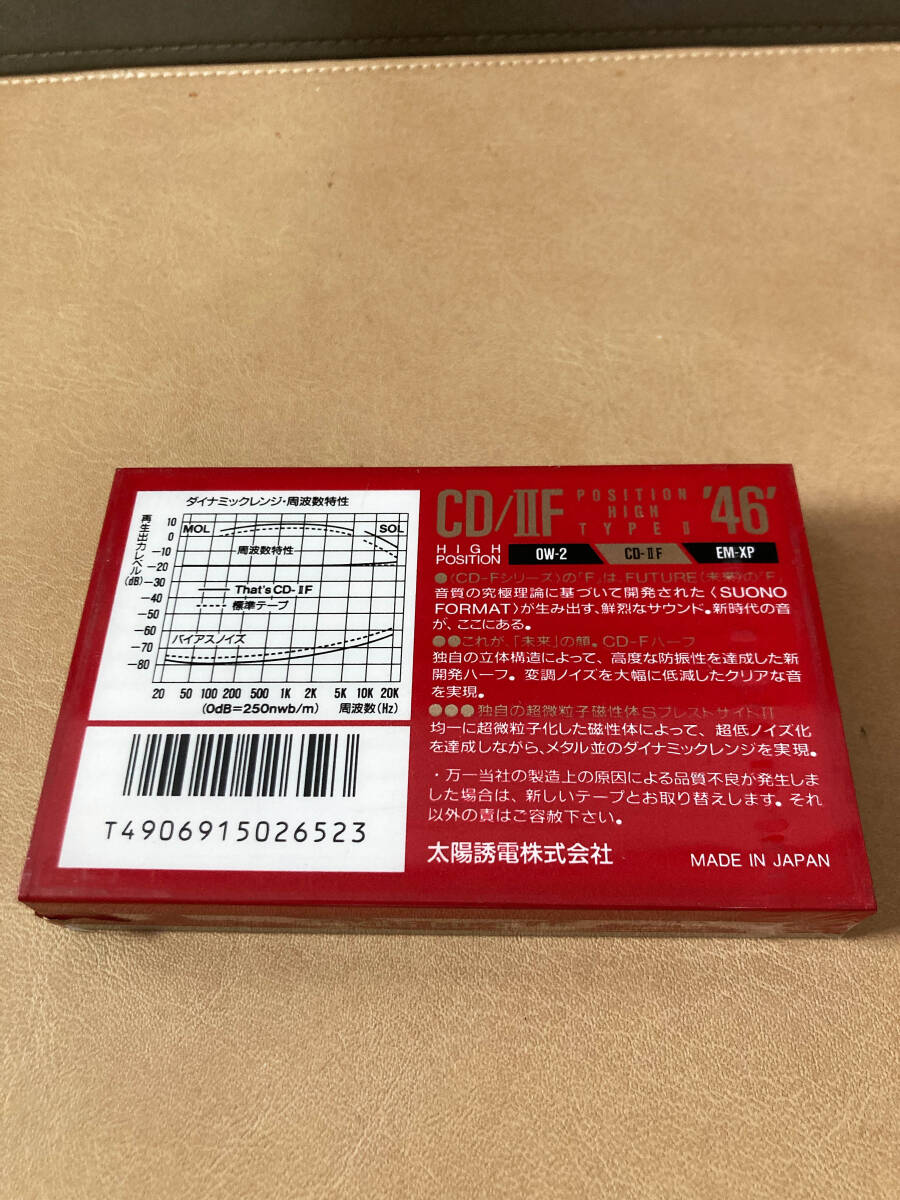 ダイナミックレンジ・周波数特性
再生出力レベル(dB)
10
0
−10
−20
−30
−40
−50
−60
−70
−80
MOL
SOL
周波数特性
That's CD-ⅡF
標準テープ
バイアスノイズ
20 50 100 200 500 1K 2K 5K 10K 20K
(0dB=250nwb/m) 周波数(Hz)
T4906915026523
CD/ⅡF POSITION HIGH TYPE Ⅱ '46'
HIGH POSITION OW-2 CD-ⅡF EM-XP
●〈CD-Fシリーズ〉の「F」は、FUTURE(未来)の「F」
音質の究極理論に基づいて開発された〈SUONO
FORMAT〉が生み出す、鮮烈なサウンド。新時代の音
が、ここにある。
●●これが、「未来」の顔。CD-Fハーフ
独自の立体構造によって、高度な防振性を達成した新
開発ハーフ。変調ノイズを大幅に低減したクリアな音
を実現。
●●●独自の超微粒子磁性体SブレストサイトⅡ
均一に超微粒子化した磁性体によって、超低ノイズ化
を達成しながら、メタル並のダイナミックレンジを実現。
・万一当社の製造上の原因による品質不良が発生しま
した場合は、新しいテープとお取り替えします。それ
以外の責はご容赦下さい。
太陽誘電株式会社
MADE IN JAPAN